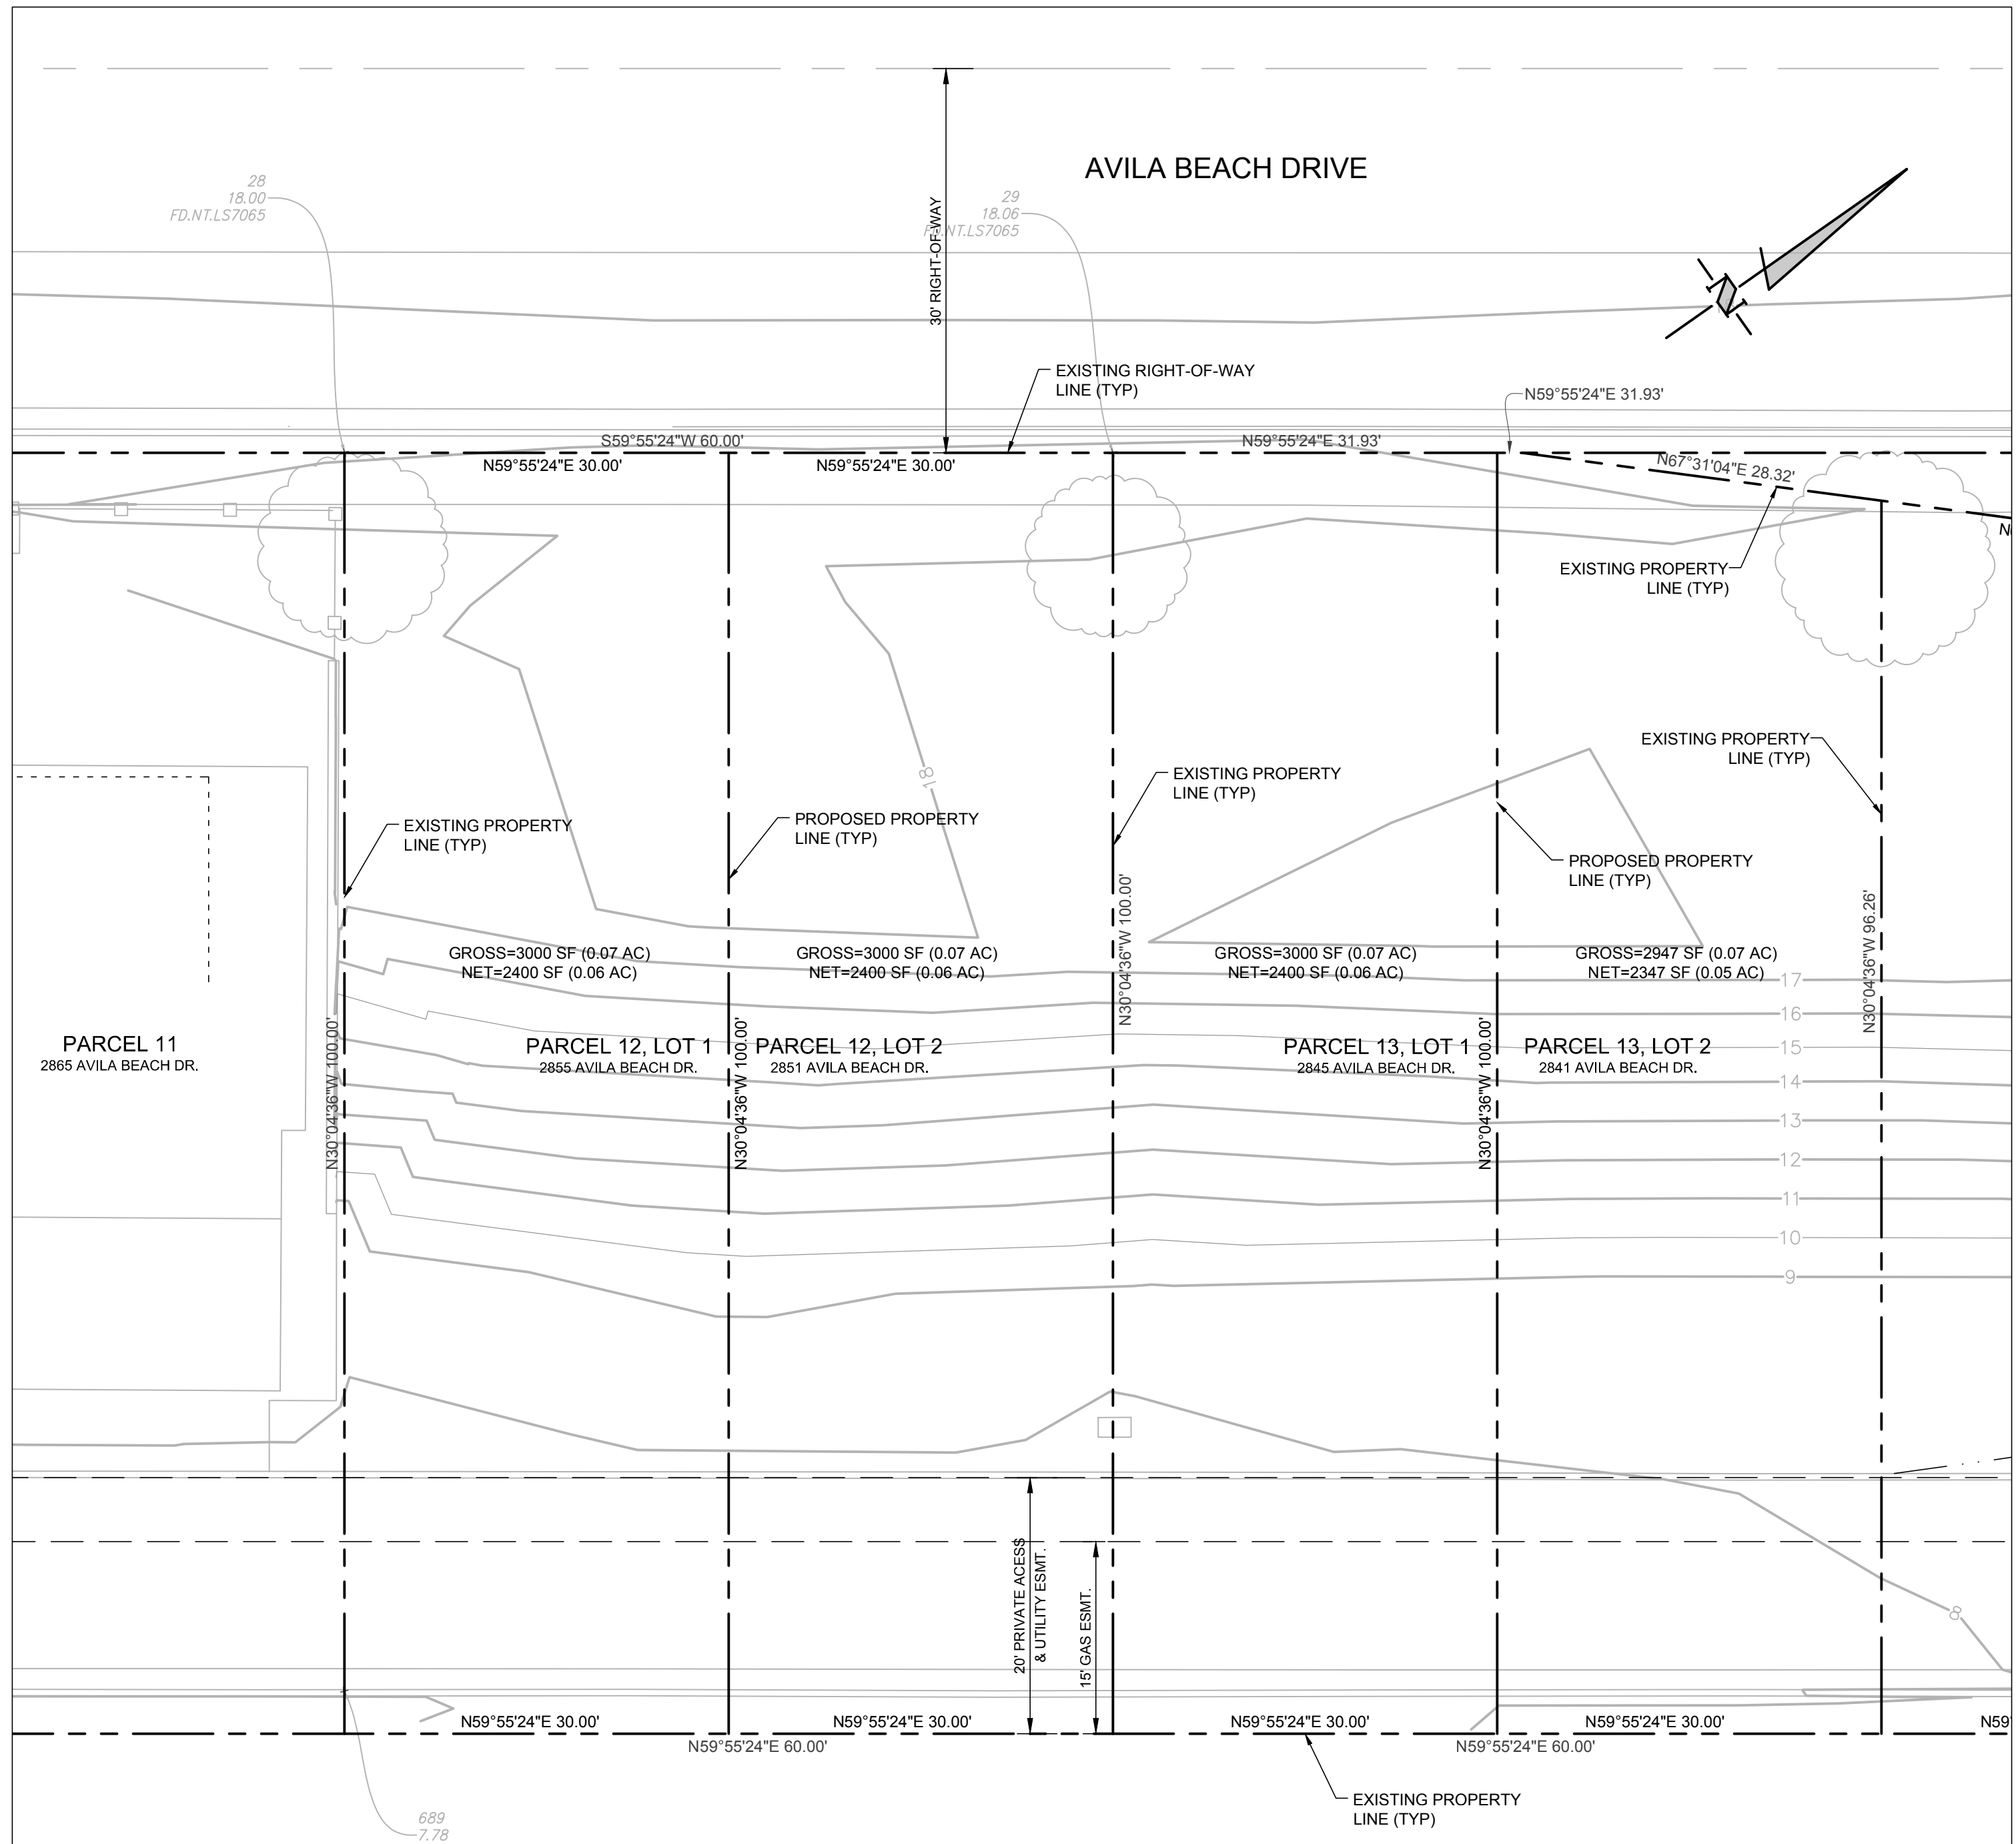 AVILA BEACH DRIVE
28
18.00
FD.NT.LS7065
29
18.06
FD.NT.LS7065
30' RIGHT-OF-WAY
EXISTING RIGHT-OF-WAY
LINE (TYP)
N59°55'24"E 31.93'
S59°55'24"W 60.00'
N59°55'24"E 31.93'
N59°55'24"E 30.00'
N59°55'24"E 30.00'
N67°31'04"E 28.32'
EXISTING PROPERTY
LINE (TYP)
EXISTING PROPERTY
LINE (TYP)
18
EXISTING PROPERTY
LINE (TYP)
EXISTING PROPERTY
LINE (TYP)
PROPOSED PROPERTY
LINE (TYP)
PROPOSED PROPERTY
LINE (TYP)
N30°04'36"W 100.00'
N30°04'36"W 96.26'
GROSS=3000 SF (0.07 AC)
NET=2400 SF (0.06 AC)
GROSS=3000 SF (0.07 AC)
NET=2400 SF (0.06 AC)
GROSS=3000 SF (0.07 AC)
NET=2400 SF (0.06 AC)
GROSS=2947 SF (0.07 AC)
NET=2347 SF (0.05 AC)
17
16
15
14
13
12
11
10
9
PARCEL 11
2865 AVILA BEACH DR.
N30°04'36"W 100.00'
PARCEL 12, LOT 1
2855 AVILA BEACH DR.
N30°04'36"W 100.00'
PARCEL 12, LOT 2
2851 AVILA BEACH DR.
PARCEL 13, LOT 1
2845 AVILA BEACH DR.
N30°04'36"W 100.00'
PARCEL 13, LOT 2
2841 AVILA BEACH DR.
20' PRIVATE ACESS
& UTILITY ESMT.
15' GAS ESMT.
8
N59°55'24"E 30.00'
N59°55'24"E 30.00'
N59°55'24"E 30.00'
N59°55'24"E 30.00'
N59°
N59°55'24"E 60.00'
N59°55'24"E 60.00'
EXISTING PROPERTY
LINE (TYP)
689
7.78